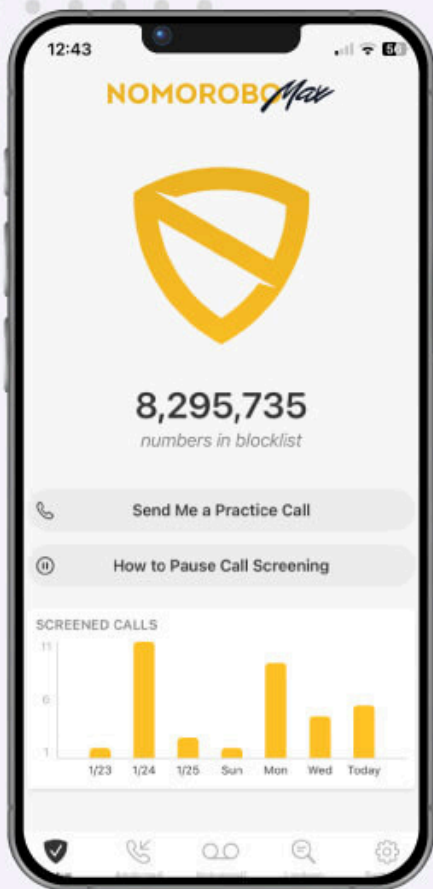 12:43
NOMOROBO Max
8,295,735
numbers in blocklist
Send Me a Practice Call
How to Pause Call Screening
SCREENED CALLS
11
6
1
1/23 1/24 1/25 Sun Mon Wed Today